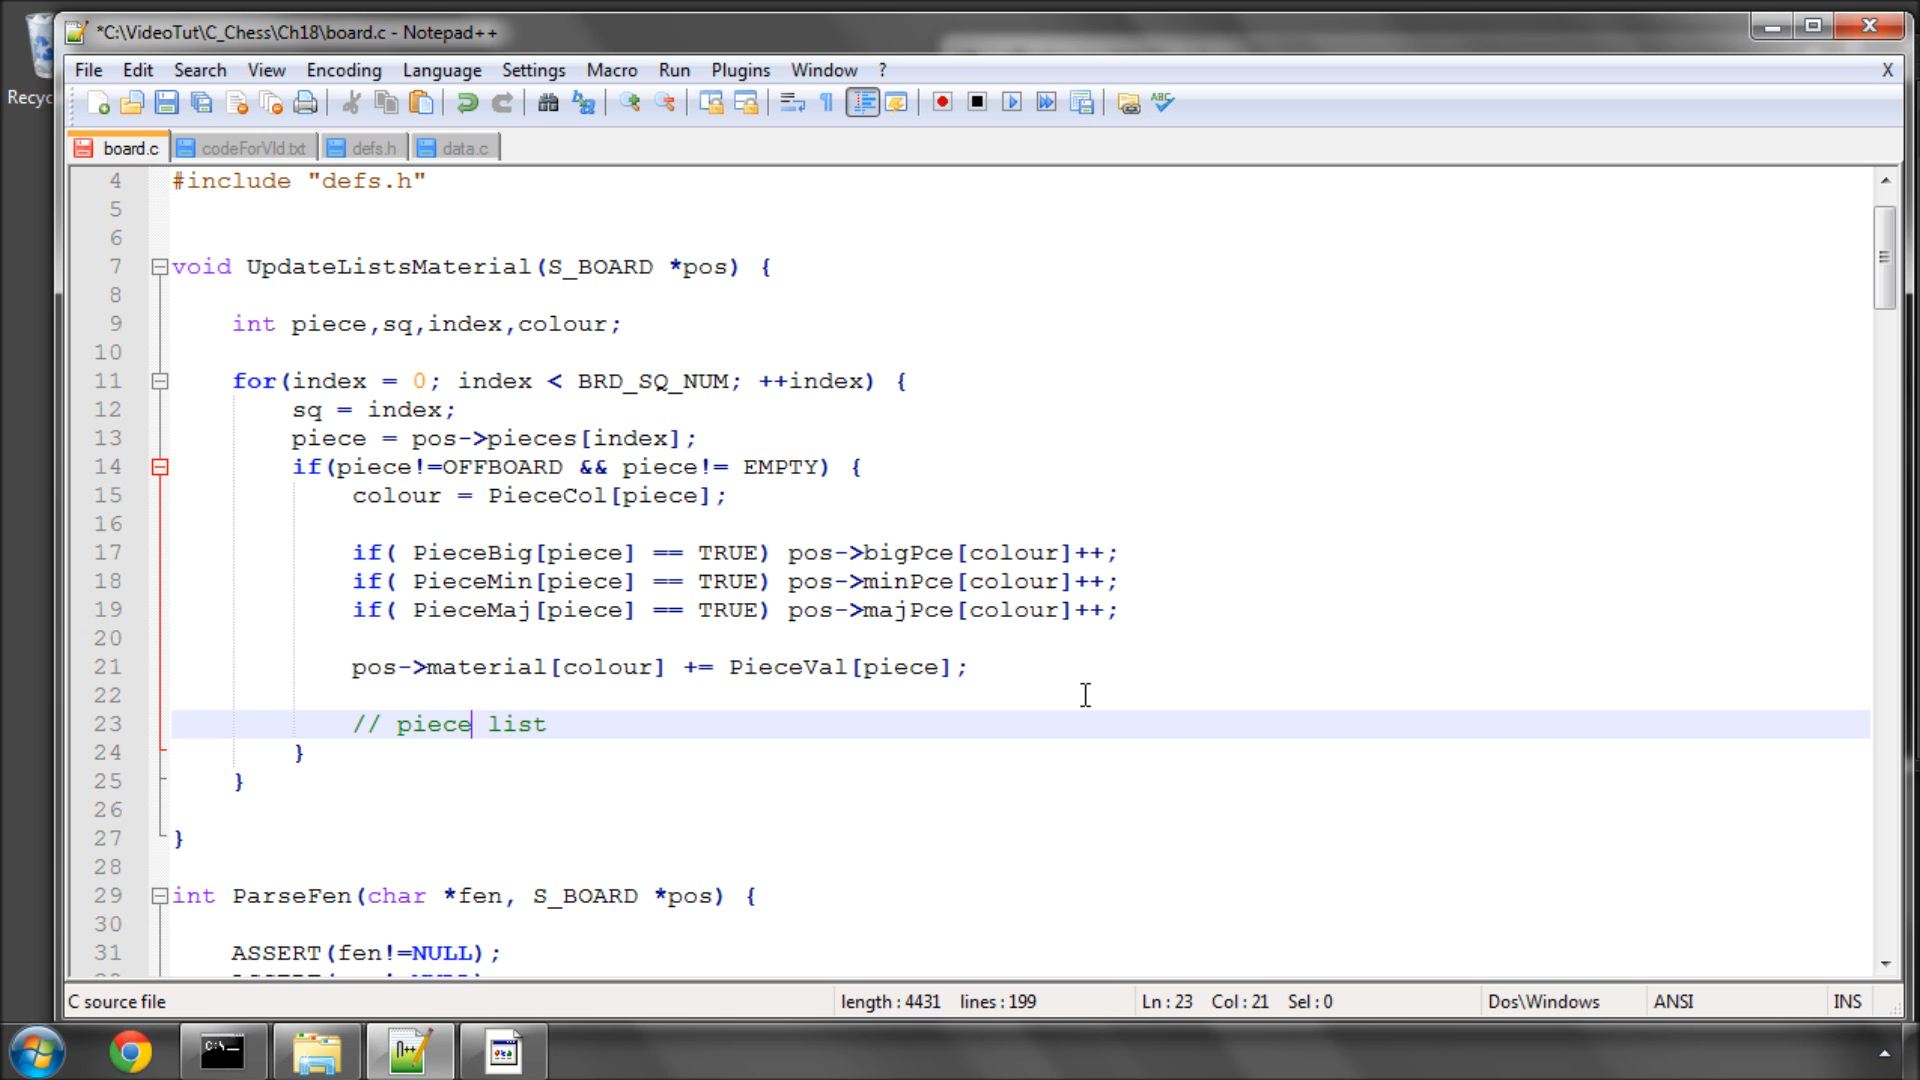 Recyc
*C:\VideoTut\C_Chess\Ch18\board.c - Notepad++
File Edit Search View Encoding Language Settings Macro Run Plugins Window ? X
board.c codeForVId.txt defs.h data.c
4 #include "defs.h"
5
6
7 void UpdateListsMaterial(S_BOARD *pos) {
8
9 int piece,sq,index,colour;
10
11 for(index = 0; index < BRD_SQ_NUM; ++index) {
12 sq = index;
13 piece = pos->pieces[index];
14 if(piece!=OFFBOARD && piece!= EMPTY) {
15 colour = PieceCol[piece];
16
17 if( PieceBig[piece] == TRUE) pos->bigPce[colour]++;
18 if( PieceMin[piece] == TRUE) pos->minPce[colour]++;
19 if( PieceMaj[piece] == TRUE) pos->majPce[colour]++;
20
21 pos->material[colour] += PieceVal[piece];
22
23 // piece list
24 }
25 }
26
27 }
28
29 int ParseFen(char *fen, S_BOARD *pos) {
30
31 ASSERT(fen!=NULL);
C source file length : 4431 lines : 199 Ln : 23 Col : 21 Sel : 0 Dos\Windows ANSI INS